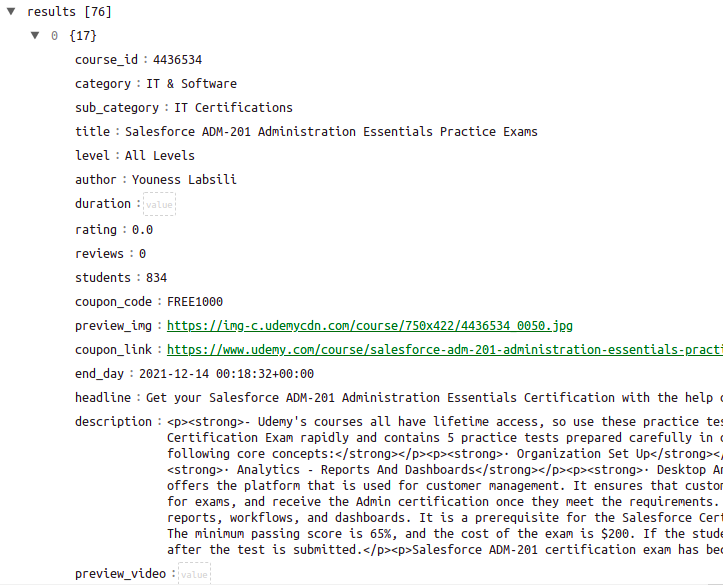 results [76]
0 {17}
course_id : 4436534
category : IT & Software
sub_category : IT Certifications
title : Salesforce ADM-201 Administration Essentials Practice Exams
level : All Levels
author : Youness Labsili
duration : value
rating : 0.0
reviews : 0
students : 834
coupon_code : FREE1000
preview_img : https://img-c.udemycdn.com/course/750x422/4436534_0050.jpg
coupon_link : https://www.udemy.com/course/salesforce-adm-201-administration-essentials-practi
end_day : 2021-12-14 00:18:32+00:00
headline : Get your Salesforce ADM-201 Administration Essentials Certification with the help
description : <p><strong>- Udemy's courses all have lifetime access, so use these practice tes
Certification Exam rapidly and contains 5 practice tests prepared carefully in
following core concepts:</strong></p><p><strong>· Organization Set Up</strong></
<strong>· Analytics - Reports And Dashboards</strong></p><p><strong>· Desktop An
offers the platform that is used for customer management. It ensures that custom
for exams, and receive the Admin certification once they meet the requirements.
reports, workflows, and dashboards. It is a prerequisite for the Salesforce Cert
The minimum passing score is 65%, and the cost of the exam is $200. If the stude
after the test is submitted.</p><p>Salesforce ADM-201 certification exam has bee
preview_video : value